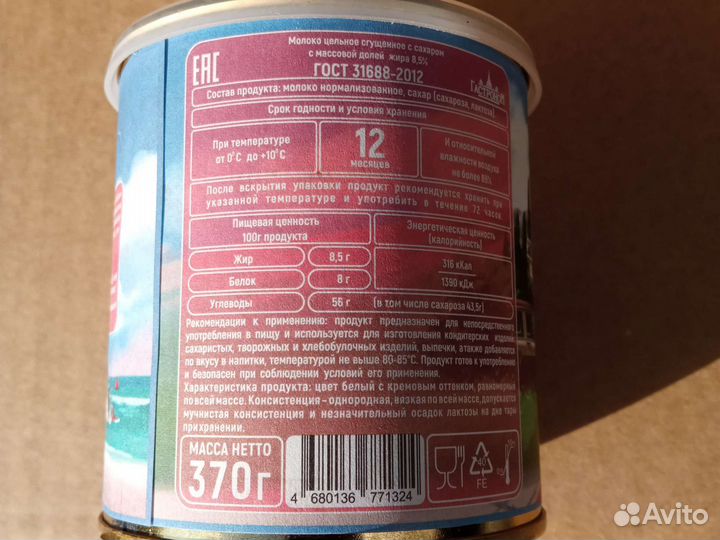 EAC
Молоко цельное сгущенное с сахаром
с массовой долей жира 8,5%
ГОСТ 31688-2012
ГАСТРОНОМ
Состав продукта: молоко нормализованное, сахар (сахароза, лактоза)
Срок годности и условия хранения
При температуре
от 0°С до +10°С
12
месяцев
И относительной
влажности воздуха
не более 85%
После вскрытия упаковки продукт рекомендуется хранить при
указанной температуре и употребить в течение 72 часов.
Пищевая ценность
100г продукта
Энергетическая ценность
(калорийность)
Жир
8,5 г
316 кКал
Белок
8 г
1390 кДж
Углеводы
56 г
(в том числе сахароза 43,5г)
Рекомендации к применению: продукт предназначен для непосредственного
употребления в пищу и используется для изготовления кондитерских изделий,
сахаристых, творожных и хлебобулочных изделий, выпечки, атакже добавляется
по вкусу в напитки, температурой не выше 80-85°С. Продукт готов к употреблению
и безопасен при соблюдении условий его применения.
Характеристика продукта: цвет белый с кремовым оттенком, равномерный
по всей массе. Консистенция - однородная, вязкая по всей массе, допускается
мучнистая консистенция и незначительный осадок лактозы на дне тары
при хранении.
МАССА НЕТТО
370 г
4 680136 771324
40
FE
Avito